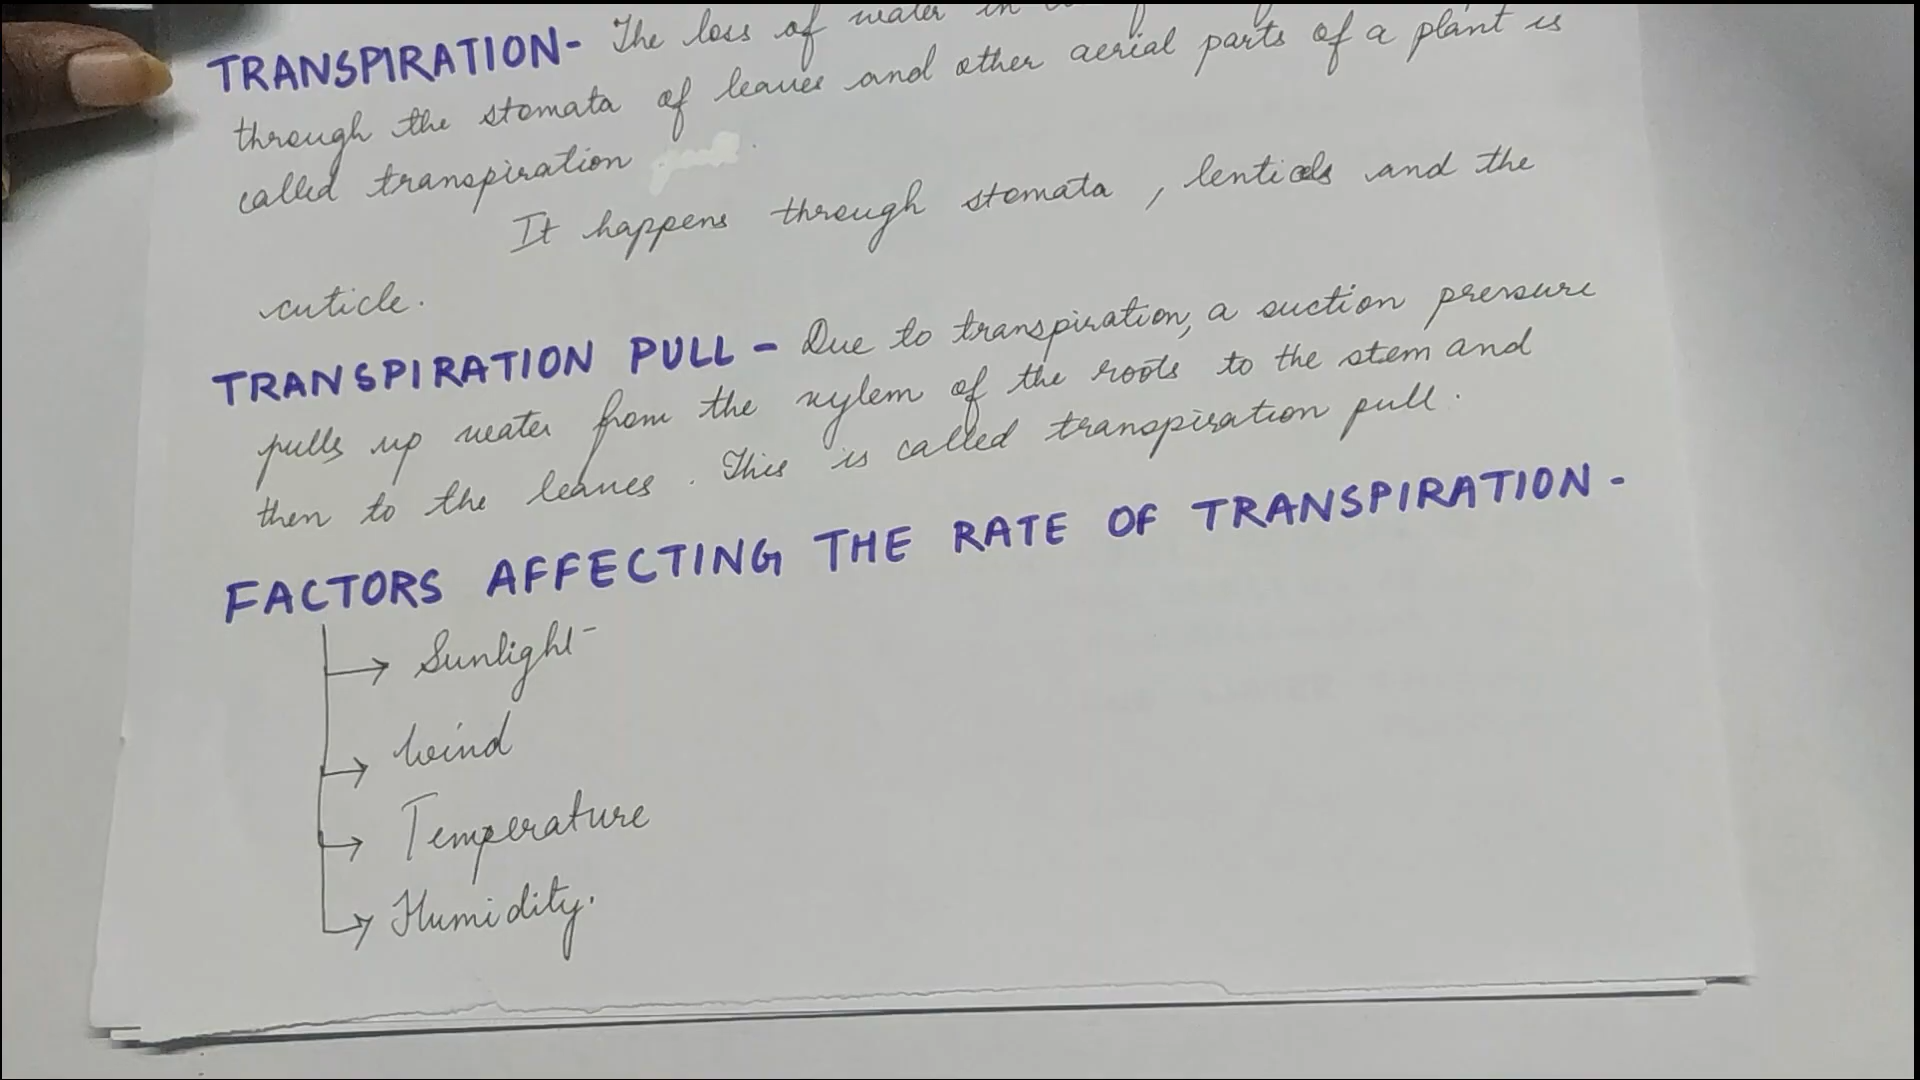 TRANSPIRATION- The loss of water in
through the stomata of leaves and other aerial parts of a plant is
called transpiration
It happens through stomata, lenticels and the
cuticle.
TRANSPIRATION PULL - Due to transpiration, a suction pressure
pulls up water from the xylem of the roots to the stem and
then to the leaves. This is called transpiration pull.
FACTORS AFFECTING THE RATE OF TRANSPIRATION -
→ Sunlight -
→ Wind
→ Temperature
→ Humidity.